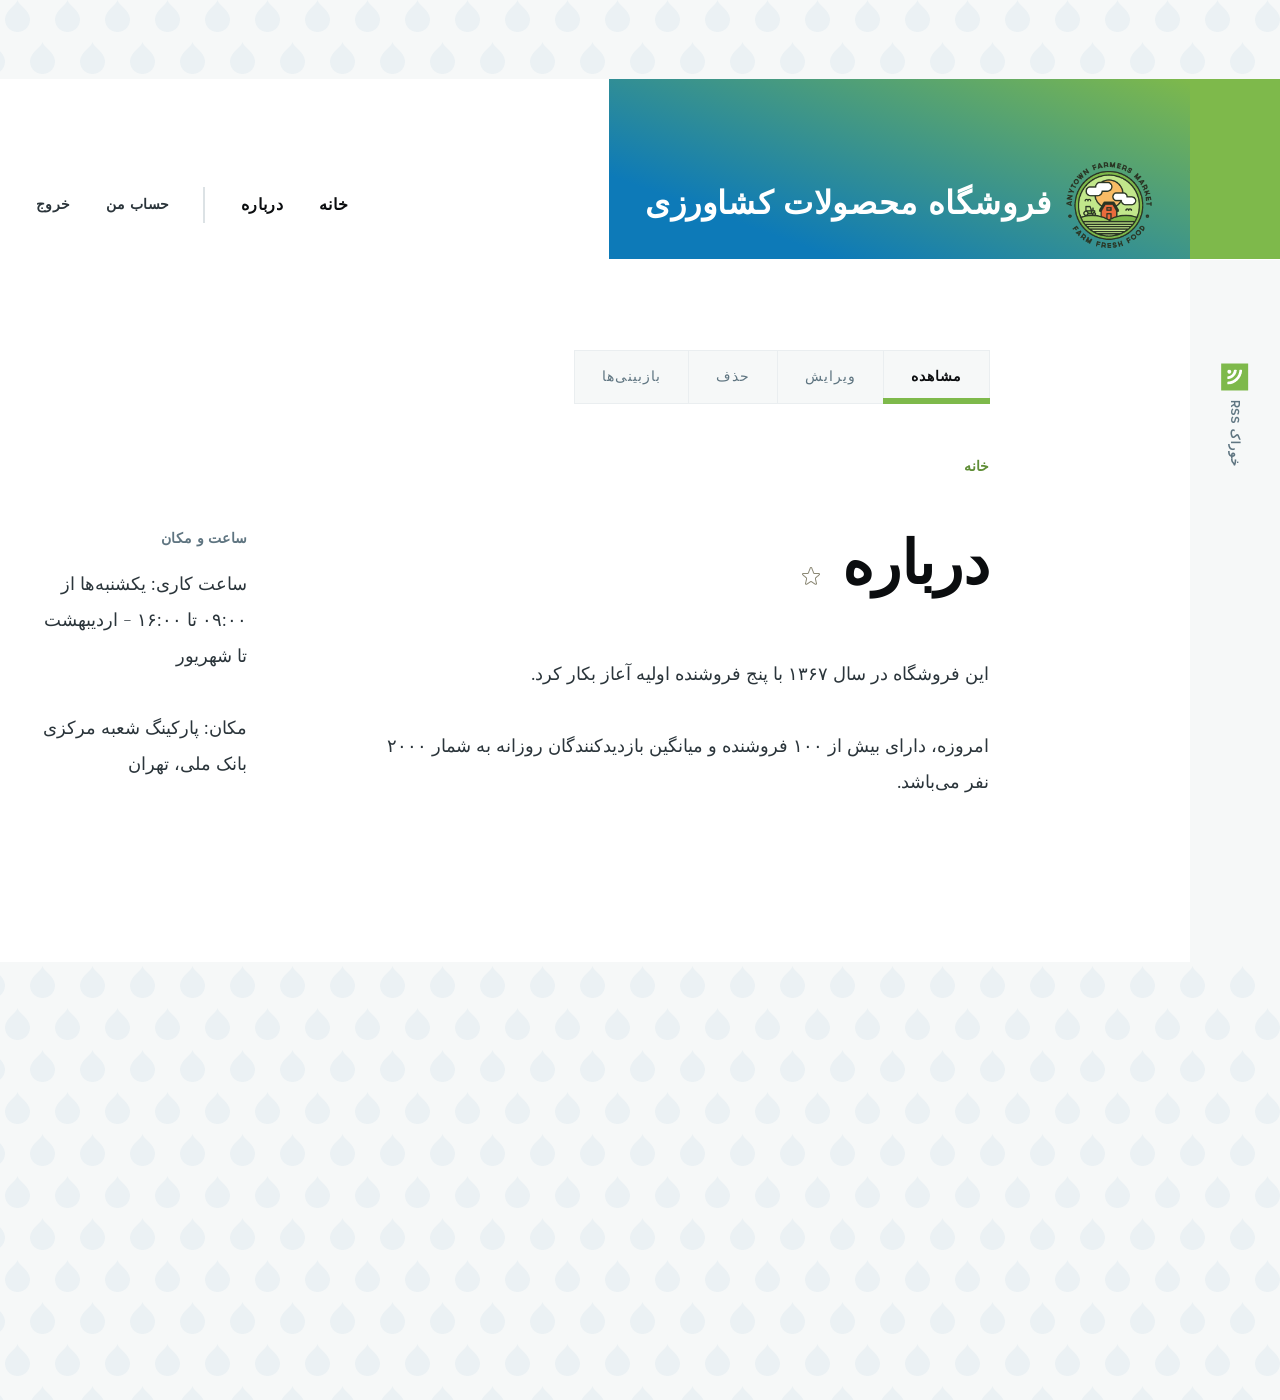 ANYTOWN FARMERS MARKET
FARM FRESH FOOD
فروشگاه محصولات کشاورزی
خانه
درباره
حساب من
خروج
خوراک RSS
مشاهده
ویرایش
حذف
بازبینی‌ها
خانه
درباره
این فروشگاه در سال ۱۳۶۷ با پنج فروشنده اولیه آغاز بکار کرد.
امروزه، دارای بیش از ۱۰۰ فروشنده و میانگین بازدیدکنندگان روزانه به شمار ۲۰۰۰
نفر می‌باشد.
ساعت و مکان
ساعت کاری: یکشنبه‌ها از
۰۹:۰۰ تا ۱۶:۰۰ - اردیبهشت
تا شهریور
مکان: پارکینگ شعبه مرکزی
بانک ملی، تهران